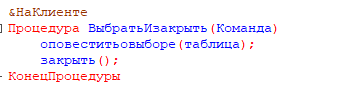 &НаКлиенте
Процедура ВыбратьИзакрыть(Команда)
оповеститьовыборе(таблица);
закрыть();
КонецПроцедуры